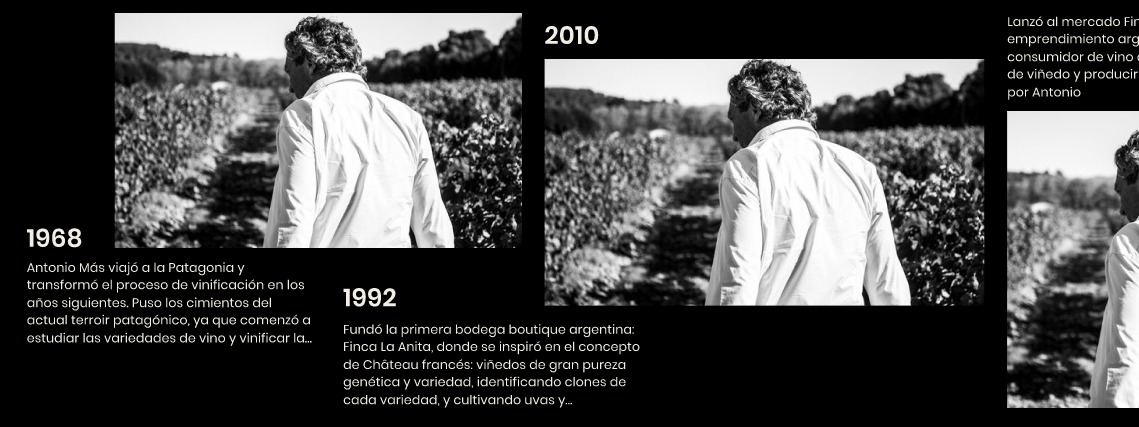 1968
Antonio Más viajó a la Patagonia y
transformó el proceso de vinificación en los
años siguientes. Puso los cimientos del
actual terroir patagónico, ya que comenzó a
estudiar las variedades de vino y vinificar la...
1992
Fundó la primera bodega boutique argentina:
Finca La Anita, donde se inspiró en el concepto
de Château francés: viñedos de gran pureza
genética y variedad, identificando clones de
cada variedad, y cultivando uvas y...
2010
Lanzó al mercado
emprendimiento
consumidor de vino
de viñedo y producir
por Antonio